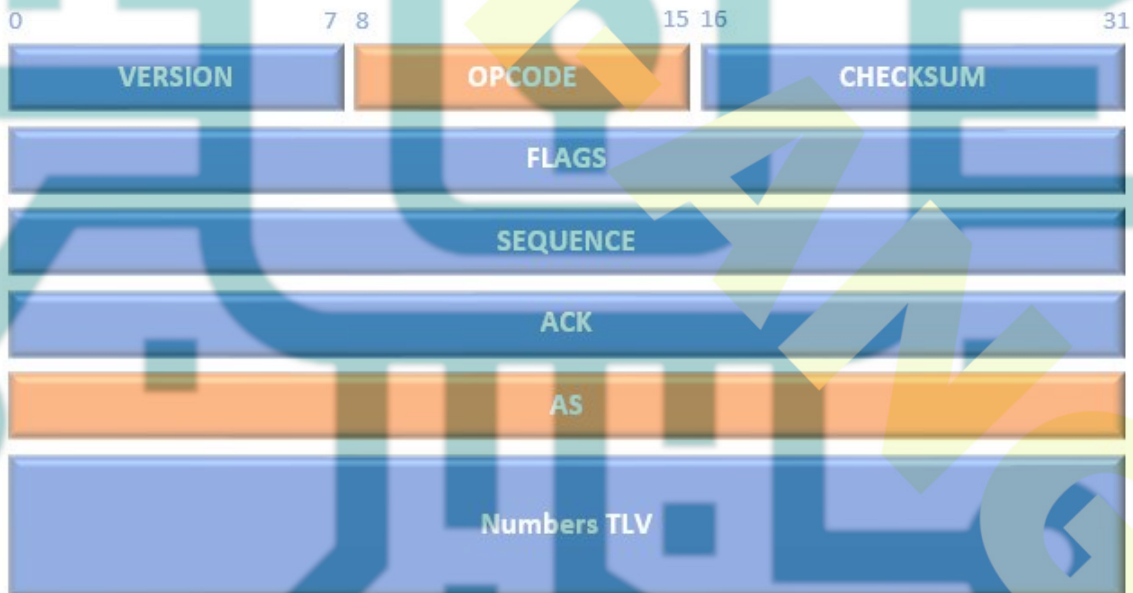 0 7 8 15 16 31
VERSION OPCODE CHECKSUM
FLAGS
SEQUENCE
ACK
AS
Numbers TLV